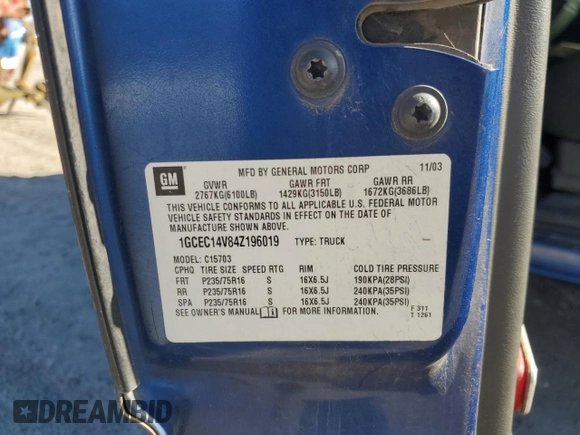 GM
MFD BY GENERAL MOTORS CORP 11/03
GVWR GAWR FRT GAWR RR
2767KG(6100LB) 1429KG(3150LB) 1672KG(3686LB)
THIS VEHICLE CONFORMS TO ALL APPLICABLE U.S. FEDERAL MOTOR
VEHICLE SAFETY STANDARDS IN EFFECT ON THE DATE OF
MANUFACTURE SHOWN ABOVE.
1GCEC14V84Z196019 TYPE: TRUCK
MODEL: C15703
CPHQ TIRE SIZE SPEED RTG RIM COLD TIRE PRESSURE
FRT P235/75R16 S 16X6.5J 190KPA(28PSI)
RR P235/75R16 S 16X6.5J 240KPA(35PSI)
SPA P235/75R16 S 16X6.5J 240KPA(35PSI)
SEE OWNER'S MANUAL FOR MORE INFORMATION.
F 311
T 1261
DREAMBID